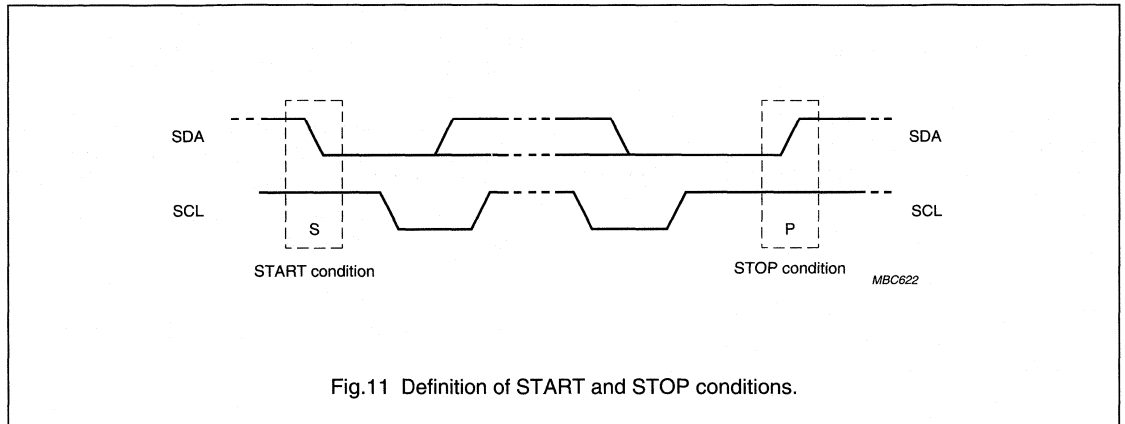 SDA SDA
SCL SCL
S P
START condition STOP condition
MBC622
Fig.11 Definition of START and STOP conditions.